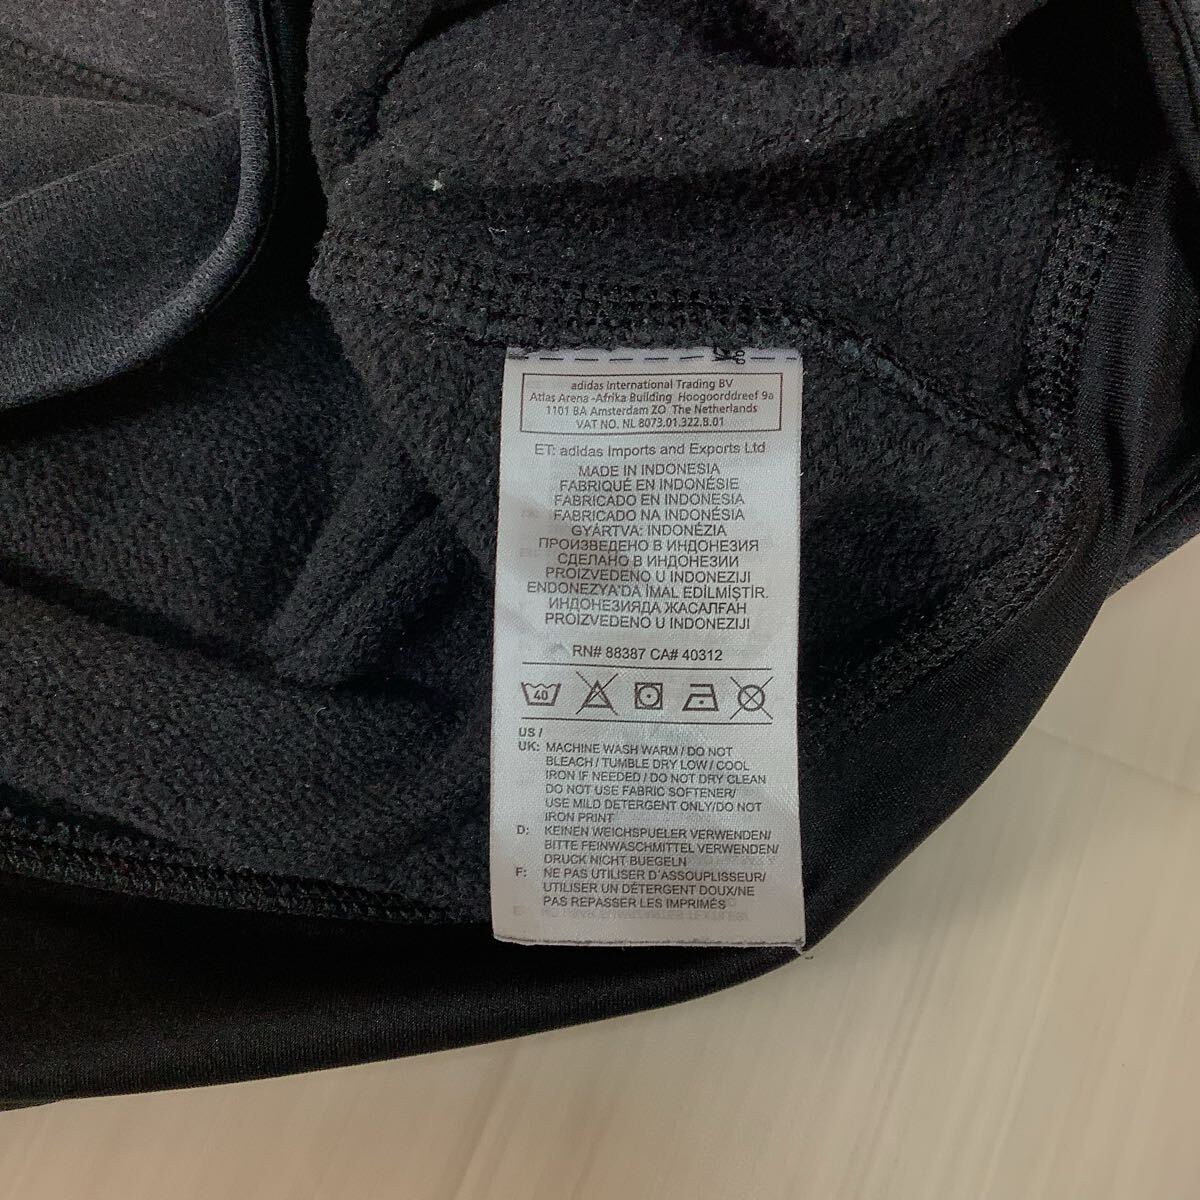 adidas International Trading BV
Atlas Arena -Afrika Building Hoogoorddreef 9a
1101 BA Amsterdam ZO The Netherlands
VAT NO. NL 8073.01.322.B.01
ET: adidas Imports and Exports Ltd
MADE IN INDONESIA
FABRIQUÉ EN INDONÉSIE
FABRICADO EN INDONESIA
FABRICADO NA INDONÉSIA
GYÁRTVA: INDONÉZIA
ПРОИЗВЕДЕНО В ИНДОНЕЗИЯ
СДЕЛАНО В ИНДОНЕЗИИ
PROIZVEDENO U INDONEZIJI
ENDONEZYA'DA İMAL EDİLMİŞTİR.
ИНДОНЕЗИЯДА ЖАСАЛҒАН
PROIZVEDENO U INDONEZIJI
RN# 88387 CA# 40312
40
US /
UK: MACHINE WASH WARM / DO NOT
BLEACH / TUMBLE DRY LOW / COOL
IRON IF NEEDED / DO NOT DRY CLEAN
DO NOT USE FABRIC SOFTENER/
USE MILD DETERGENT ONLY/DO NOT
IRON PRINT
D: KEINEN WEICHSPUELER VERWENDEN/
BITTE FEINWASCHMITTEL VERWENDEN/
DRUCK NICHT BUEGELN
F: NE PAS UTILISER D'ASSOUPLISSEUR/
UTILISER UN DÉTERGENT DOUX/NE
PAS REPASSER LES IMPRIMÉS